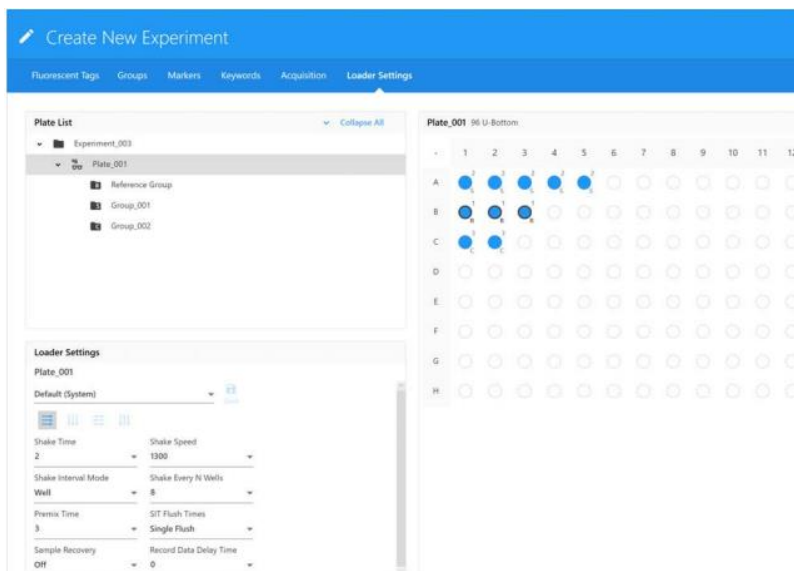 Create New Experiment
Fluorescent Tags Groups Markers Keywords Acquisition Loader Settings
Plate List Collapse All
Experiment_003
Plate_001
Reference Group
Group_001
Group_002
Loader Settings
Plate_001
Default (System)
Shake Time Shake Speed
2 1300
Shake Interval Mode Shake Every N Wells
Well 8
Premix Time SIT Flush Times
3 Single Flush
Sample Recovery Record Data Delay Time
Off 0
Plate_001 96 U-Bottom
- 1 2 3 4 5 6 7 8 9 10 11 12
A
B
C
D
E
F
G
H